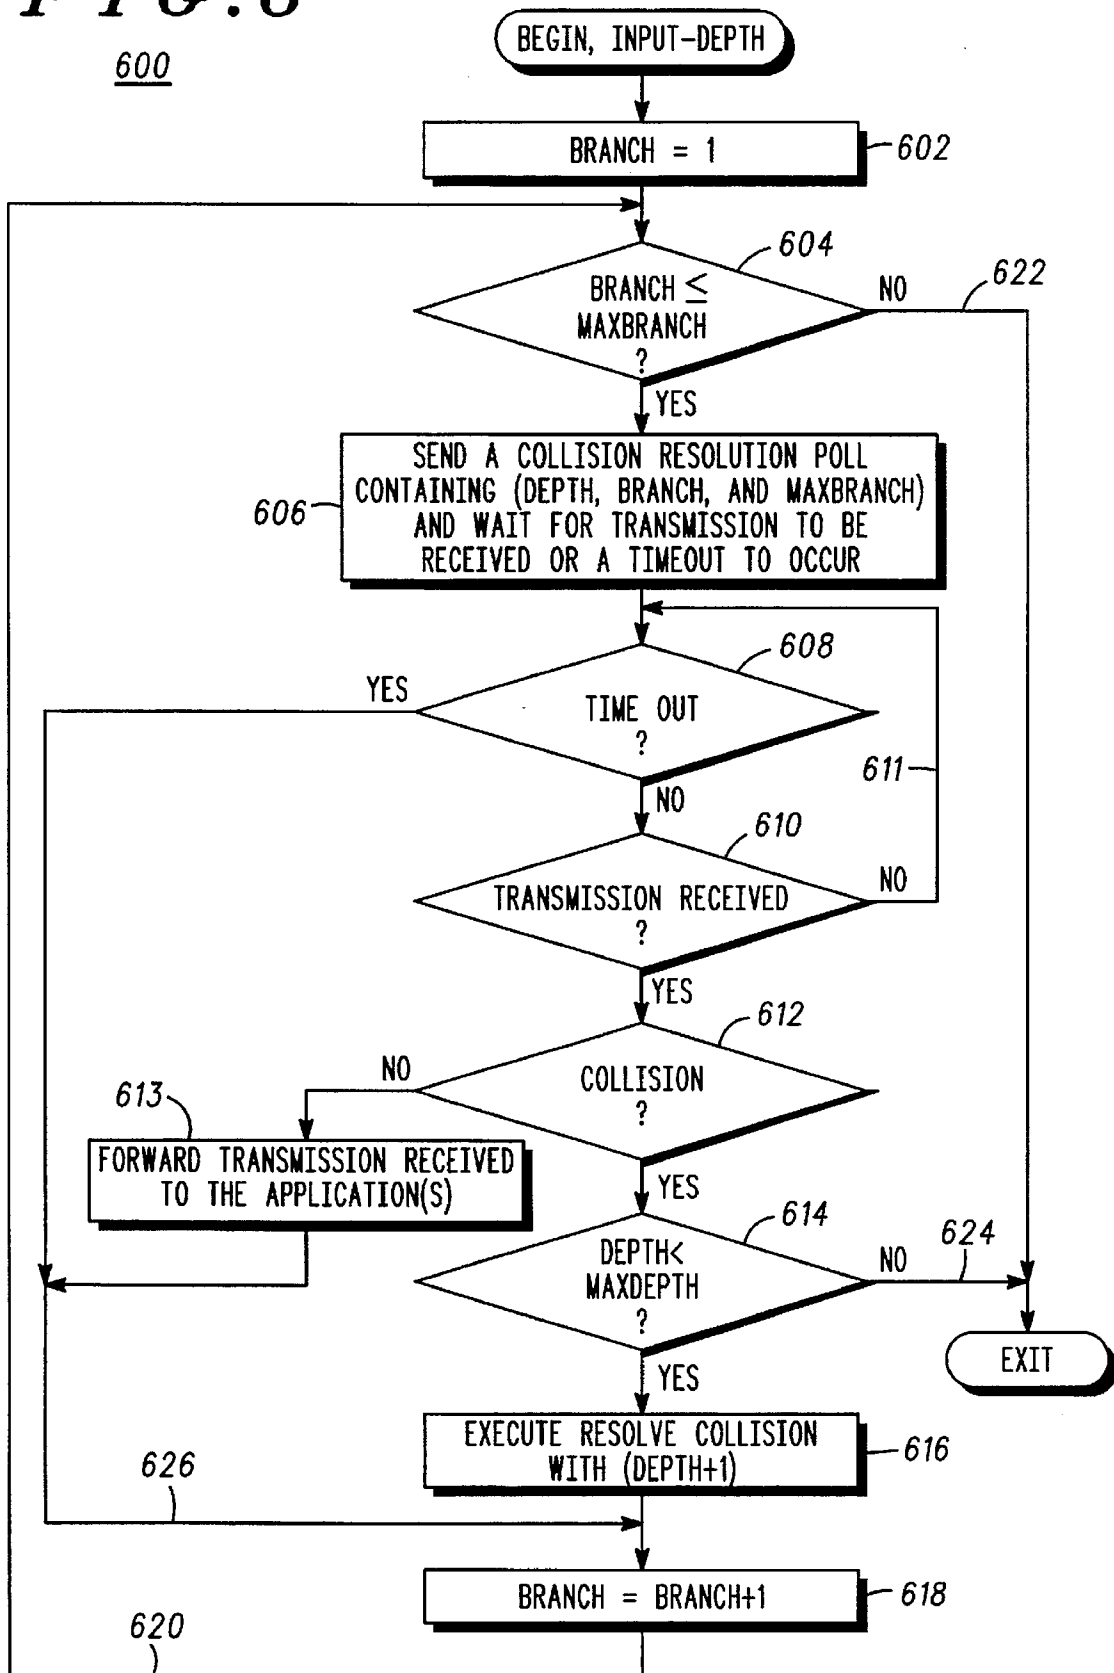 FIG.6
600
BEGIN, INPUT-DEPTH
BRANCH = 1
602
604
BRANCH ≤
MAXBRANCH
?
NO
622
YES
SEND A COLLISION RESOLUTION POLL
CONTAINING (DEPTH, BRANCH, AND MAXBRANCH)
AND WAIT FOR TRANSMISSION TO BE
RECEIVED OR A TIMEOUT TO OCCUR
606
608
YES
TIME OUT
?
611
NO
610
TRANSMISSION RECEIVED
?
NO
YES
612
NO
COLLISION
?
613
FORWARD TRANSMISSION RECEIVED
TO THE APPLICATION(S)
YES
614
DEPTH<
MAXDEPTH
?
NO
624
EXIT
YES
EXECUTE RESOLVE COLLISION
WITH (DEPTH+1)
616
626
BRANCH = BRANCH+1
618
620